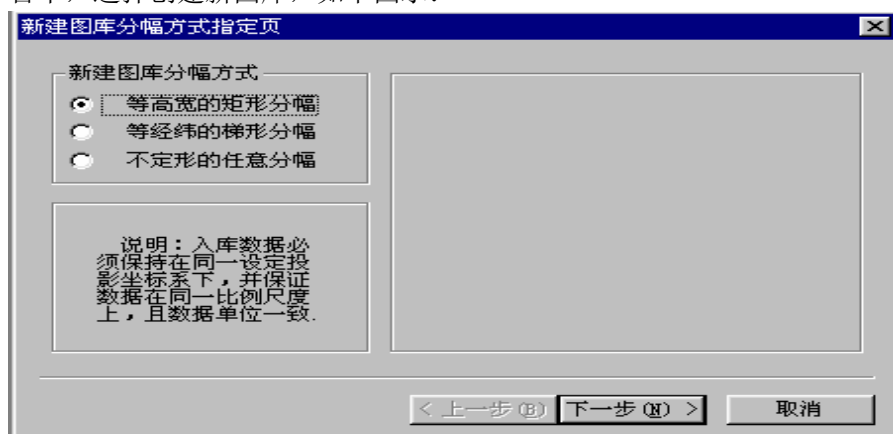 新建图库分幅方式指定页
新建图库分幅方式
等高宽的矩形分幅
等经纬的梯形分幅
不定形的任意分幅
说明：入库数据必
须保持在同一设定投
影坐标系下，并保证
数据在同一比例尺度
上，且数据单位一致.
< 上一步(B)
下一步(N) >
取消